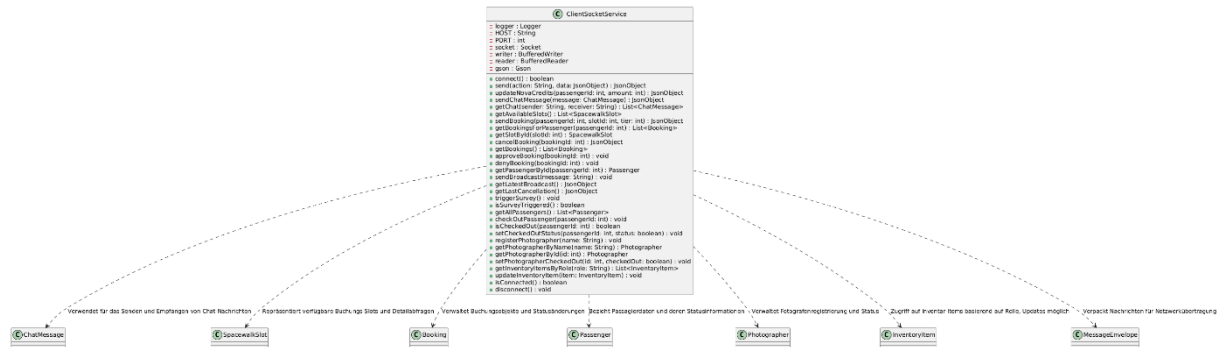 C ClientSocketService
logger : Logger
HOST : String
PORT : int
socket : Socket
writer : BufferedWriter
reader : BufferedReader
gson : Gson
connect() : boolean
send(action: String, data: JsonObject) : JsonObject
updateNovaCredits(passengerId: int, amount: int) : JsonObject
sendChatMessage(message: ChatMessage) : JsonObject
getChat(sender: String, receiver: String) : List<ChatMessage>
getAvailableSlots() : List<SpacewalkSlot>
sendBooking(passengerId: int, slotId: int, tier: int) : JsonObject
getBookingsForPassenger(passengerId: int) : List<Booking>
getSlotById(slotId: int) : SpacewalkSlot
cancelBooking(bookingId: int) : JsonObject
getBookings() : List<Booking>
approveBooking(bookingId: int) : void
denyBooking(bookingId: int) : void
getPassengerById(passengerId: int) : Passenger
sendBroadcast(message: String) : void
getLatestBroadcast() : JsonObject
getLastCancellation() : JsonObject
triggerSurvey() : void
isSurveyTriggered() : boolean
getAllPassengers() : List<Passenger>
checkOutPassenger(passengerId: int) : void
isCheckedOut(passengerId: int) : boolean
setCheckedOutStatus(passengerId: int, status: boolean) : void
registerPhotographer(name: String) : void
getPhotographerByName(name: String) : Photographer
getPhotographerById(id: int) : Photographer
setPhotographerCheckedOut(id: int, checkedOut: boolean) : void
getInventoryItemsByRole(role: String) : List<InventoryItem>
updateInventoryItem(item: InventoryItem) : void
isConnected() : boolean
disconnect() : void
Verwendet für das Senden und Empfangen von Chat Nachrichten
Repräsentiert verfügbare Buchungs Slots und Detailabfragen
Verwaltet Buchungsobjekte und Statusänderungen
Bezieht Passagierdaten und deren Statusinformationen
Verwaltet Fotografenregistrierung und Status
Zugriff auf Inventar Items basierend auf Rolle, Updates möglich
Verpackt Nachrichten für Netzwerkübertragung
C ChatMessage
C SpacewalkSlot
C Booking
C Passenger
C Photographer
C InventoryItem
C MessageEnvelope